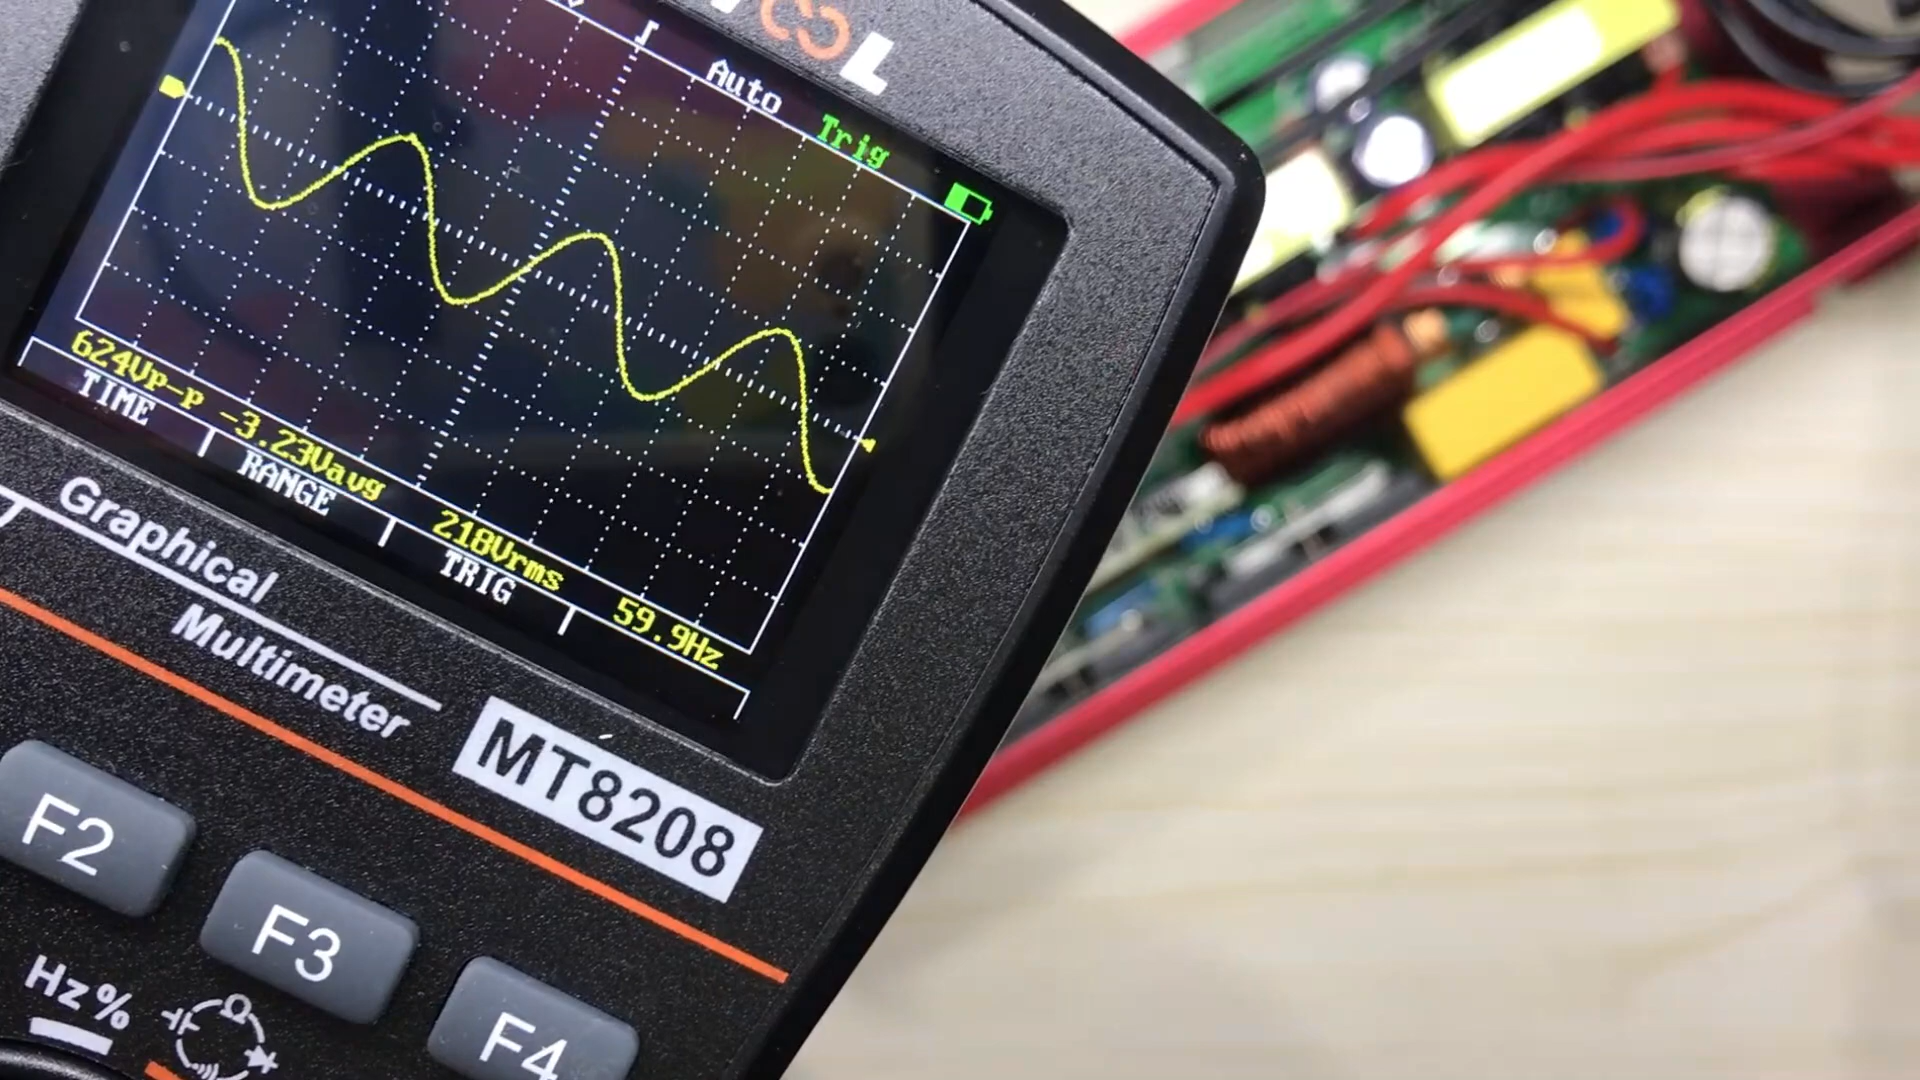 Auto
Trig
624Vp-p -3.23Vavg 218Vrms 59.9Hz
TIME RANGE TRIG
Graphical
Multimeter
MT8208
F2 F3 F4
Hz%
Ω